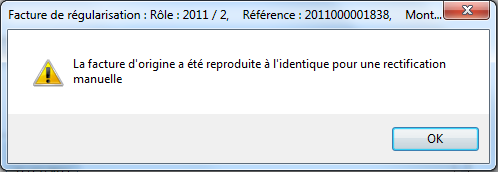 Facture de régularisation : Rôle : 2011 / 2, Référence : 2011000001838, Mont...
La facture d'origine a été reproduite à l'identique pour une rectification
manuelle
OK